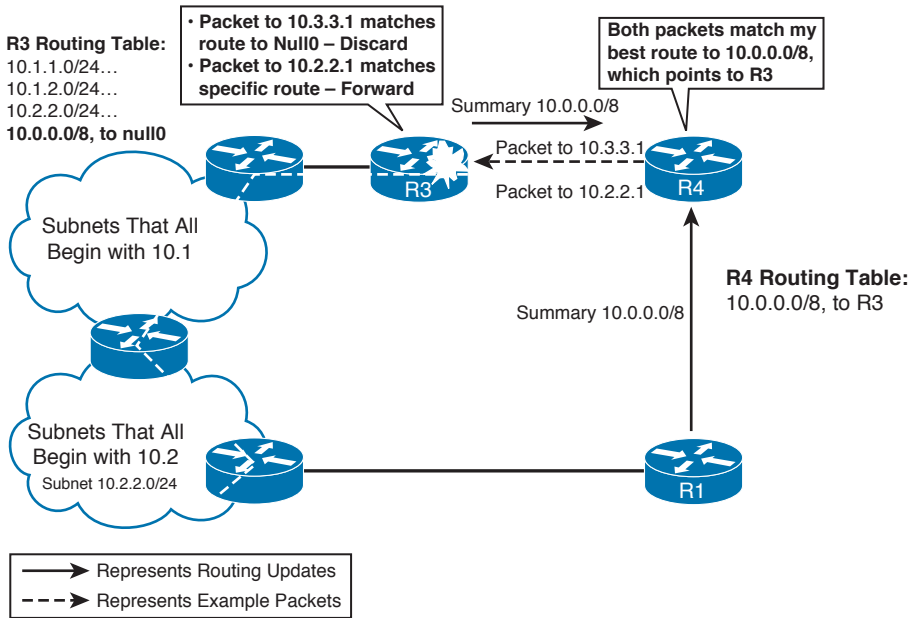 R3 Routing Table:
10.1.1.0/24…
10.1.2.0/24…
10.2.2.0/24…
10.0.0.0/8, to null0
• Packet to 10.3.3.1 matches
route to Null0 – Discard
• Packet to 10.2.2.1 matches
specific route – Forward
Both packets match my
best route to 10.0.0.0/8,
which points to R3
Summary 10.0.0.0/8
Packet to 10.3.3.1
Packet to 10.2.2.1
R3
R4
Subnets That All
Begin with 10.1
R4 Routing Table:
10.0.0.0/8, to R3
Summary 10.0.0.0/8
Subnets That All
Begin with 10.2
Subnet 10.2.2.0/24
R1
Represents Routing Updates
Represents Example Packets